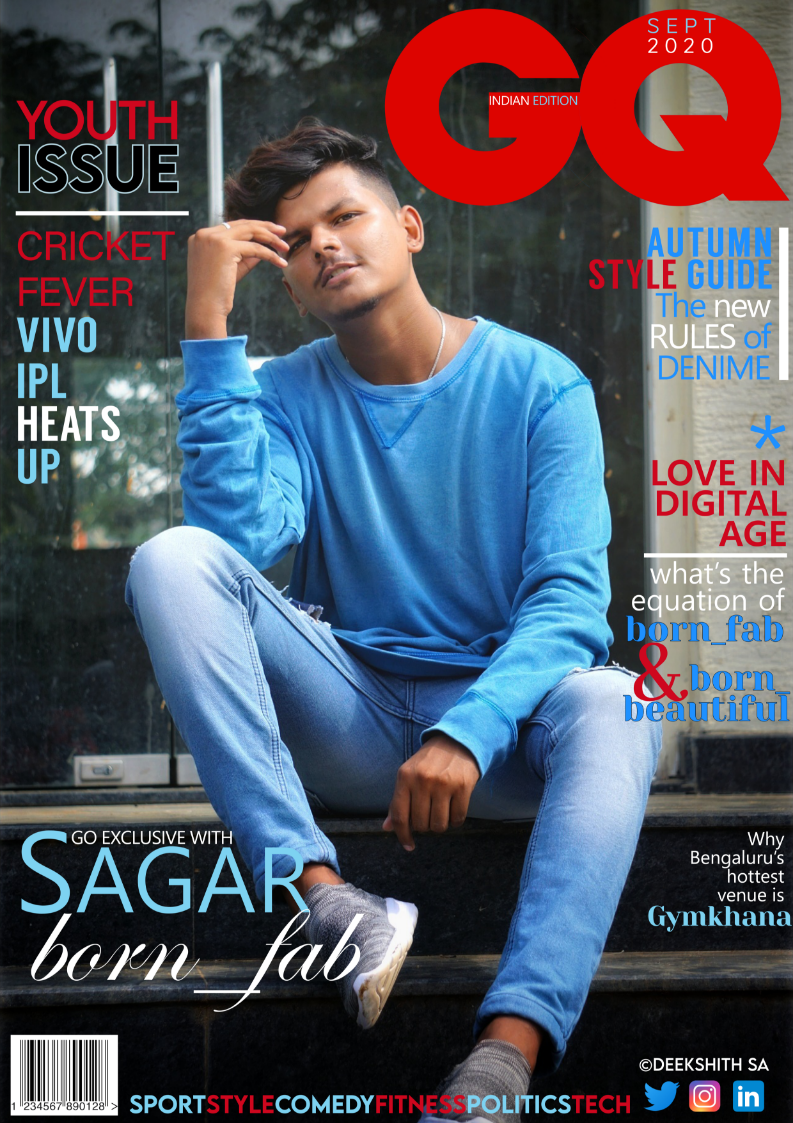 GQ
SEPT
2020
INDIAN EDITION
YOUTH
ISSUE
CRICKET
FEVER
VIVO
IPL
HEATS
UP
AUTUMN
STYLE GUIDE
The new
RULES of
DENIME
*
LOVE IN
DIGITAL
AGE
what's the
equation of
born_fab
& born_
beautiful
Why
Bengaluru's
hottest
venue is
Gymkhana
GO EXCLUSIVE WITH
SAGAR
born_fab
©DEEKSHITH SA
1 234567 890128 >
SPORTSTYLECOMEDYFITNESSPOLITICSTECH